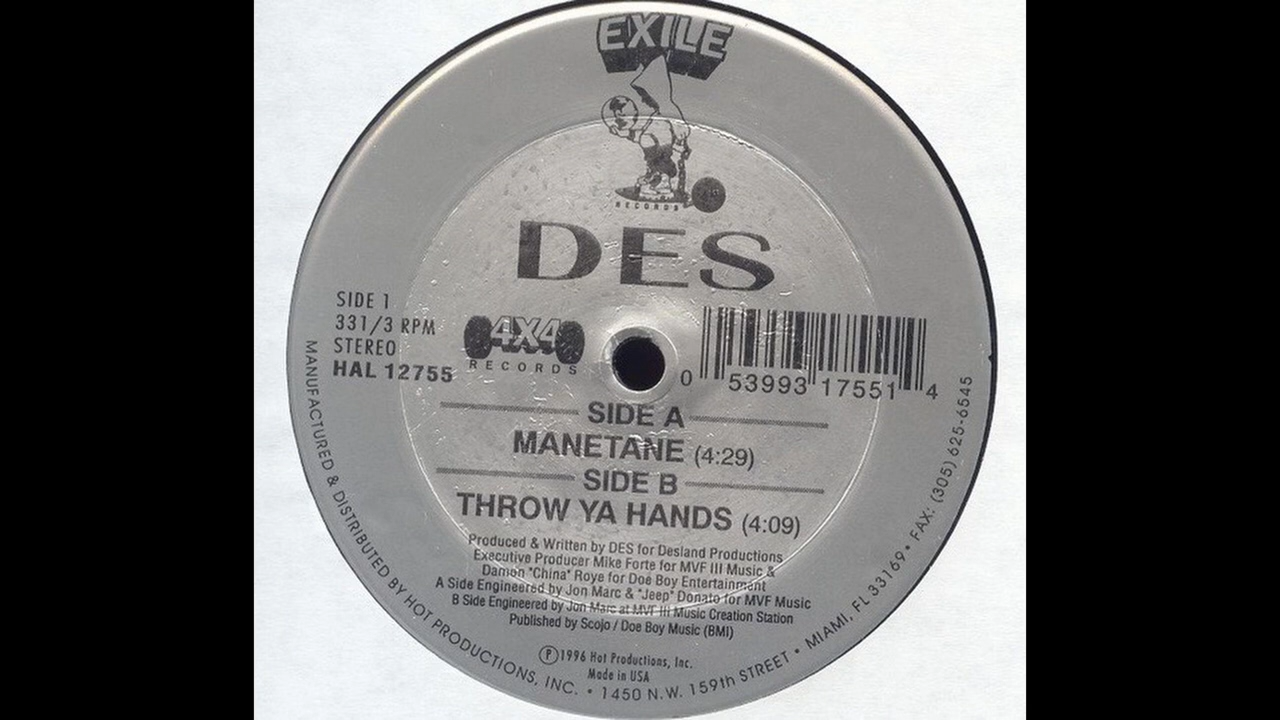 EXILE
RECORDS
DES
SIDE 1
331/3 RPM
STEREO
HAL 12755
4X4
RECORDS
0 53993 17551 4
SIDE A
MANETANE (4:29)
SIDE B
THROW YA HANDS (4:09)
Produced & Written by DES for Desland Productions
Executive Producer Mike Forte for MVF III Music &
Damon "China" Roye for Doe Boy Entertainment
A Side Engineered by Jon Marc & "Jeep" Donato for MVF Music
B Side Engineered by Jon Marc at MVF III Music Creation Station
Published by Scojo / Doe Boy Music (BMI)
Ⓟ1996 Hot Productions, Inc.
Made in USA
MANUFACTURED & DISTRIBUTED BY HOT PRODUCTIONS, INC. • 1450 N.W. 159th STREET • MIAMI, FL 33169 • FAX: (305) 625-6545